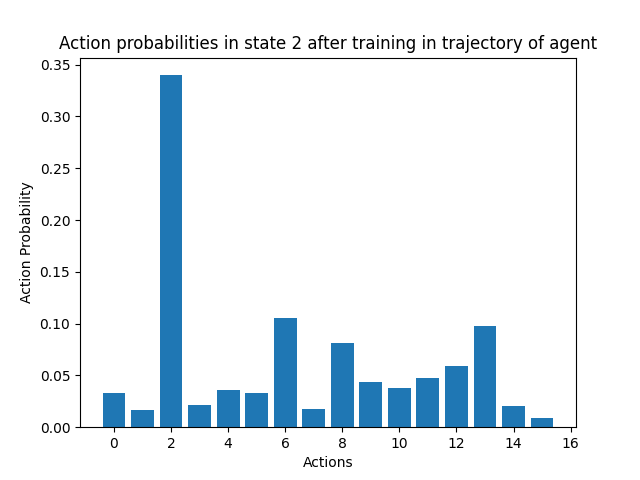 Action probabilities in state 2 after training in trajectory of agent
0.35
0.30
0.25
0.20
0.15
0.10
0.05
0.00
Action Probability
0 2 4 6 8 10 12 14 16
Actions